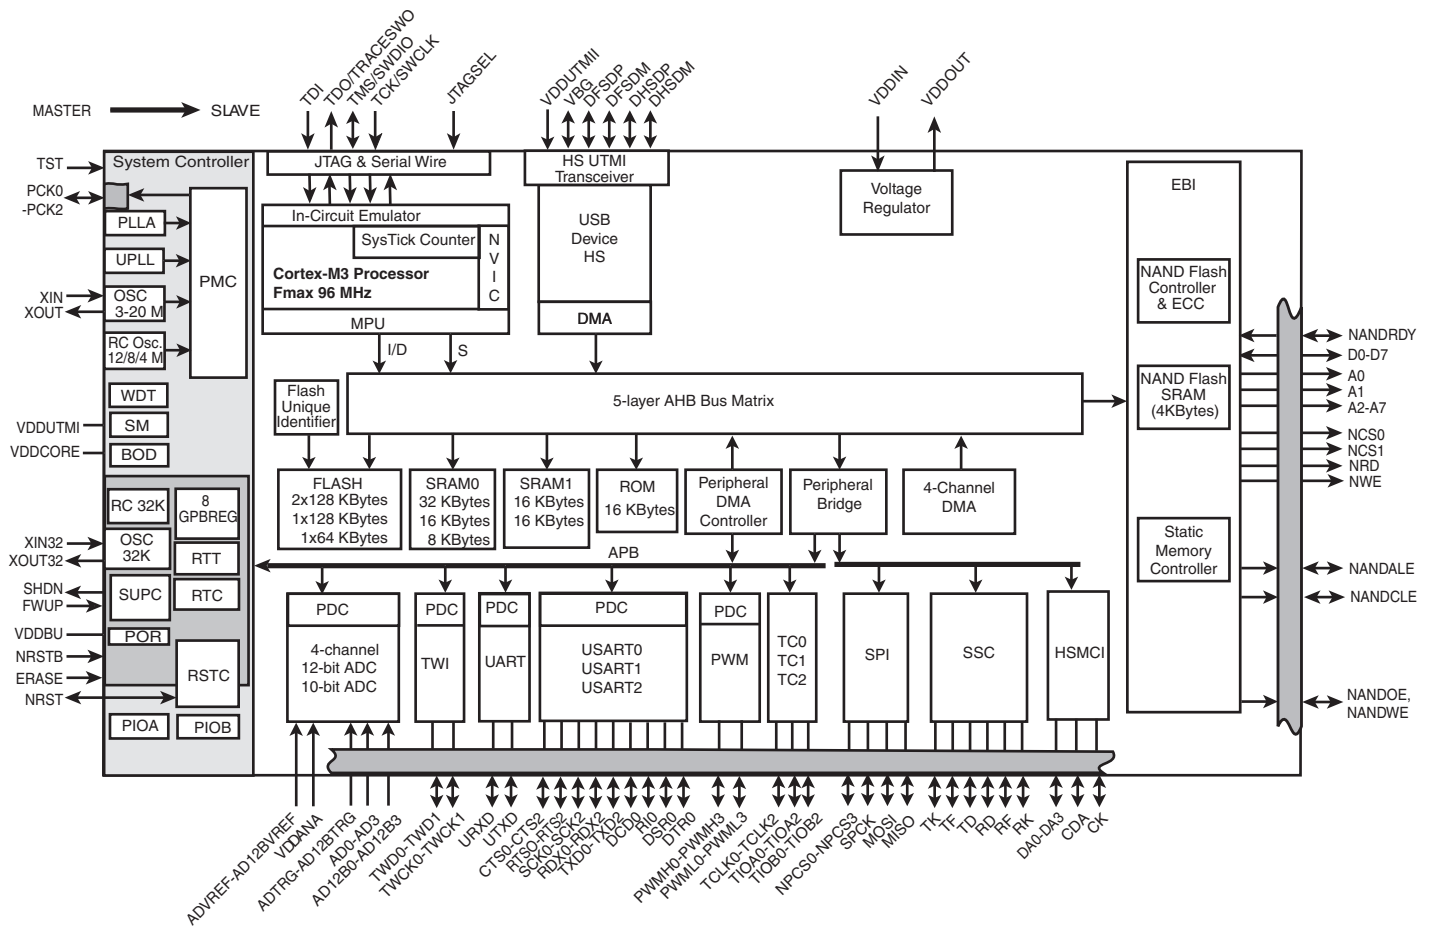 TDI
TDO/TRACESWO
TMS/SWDIO
TCK/SWCLK
JTAGSEL
VDDUTMII
VBG
DFSDP
DFSDM
DHSDP
DHSDM
VDDIN
VDDOUT
MASTER
SLAVE
TST
PCK0
-PCK2
XIN
XOUT
VDDUTMI
VDDCORE
XIN32
XOUT32
SHDN
FWUP
VDDBU
NRSTB
ERASE
NRST
System Controller
PLLA
UPLL
OSC
3-20 M
RC Osc.
12/8/4 M
PMC
WDT
SM
BOD
RC 32K
8
GPBREG
OSC
32K
RTT
SUPC
RTC
POR
RSTC
PIOA
PIOB
JTAG & Serial Wire
In-Circuit Emulator
SysTick Counter
N
V
I
C
Cortex-M3 Processor
Fmax 96 MHz
MPU
I/D
S
HS UTMI
Transceiver
USB
Device
HS
DMA
Voltage
Regulator
EBI
NAND Flash
Controller
& ECC
NAND Flash
SRAM
(4KBytes)
Static
Memory
Controller
NANDRDY
D0-D7
A0
A1
A2-A7
NCS0
NCS1
NRD
NWE
NANDALE
NANDCLE
NANDOE,
NANDWE
Flash
Unique
Identifier
5-layer AHB Bus Matrix
FLASH
2x128 KBytes
1x128 KBytes
1x64 KBytes
SRAM0
32 KBytes
16 KBytes
8 KBytes
SRAM1
16 KBytes
16 KBytes
ROM
16 KBytes
Peripheral
DMA
Controller
Peripheral
Bridge
4-Channel
DMA
APB
PDC
4-channel
12-bit ADC
10-bit ADC
PDC
TWI
PDC
UART
PDC
USART0
USART1
USART2
PDC
PWM
TC0
TC1
TC2
SPI
SSC
HSMCI
ADVREF-AD12BVREF
VDDANA
ADTRG-AD12BTRG
AD0-AD3
AD12B0-AD12B3
TWD0-TWD1
TWCK0-TWCK1
URXD
UTXD
CTS0-CTS2
RTS0-RTS2
SCK0-SCK2
RDX0-RDX2
TXD0-TXD2
DCD0
RI0
DSR0
DTR0
PWMH0-PWMH3
PWML0-PWML3
TCLK0-TCLK2
TIOA0-TIOA2
TIOB0-TIOB2
NPCS0-NPCS3
SPCK
MOSI
MISO
TK
TF
TD
RD
RF
RK
DA0-DA3
CDA
CK